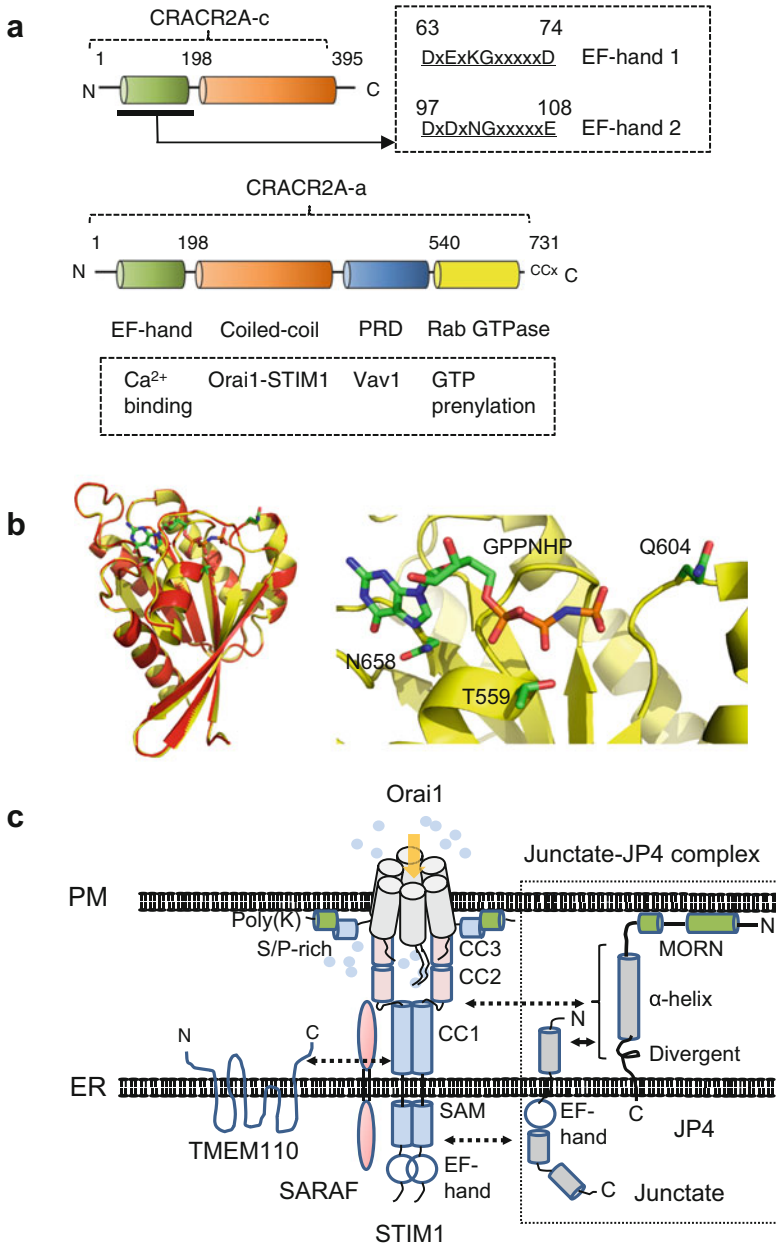 a
CRACR2A-c
1 198 395
N C
63 74
DxExKGxxxxxD EF-hand 1
97 108
DxDxNGxxxxxE EF-hand 2
CRACR2A-a
1 198 540 731
N CCx C
EF-hand Coiled-coil PRD Rab GTPase
Ca2+ Orai1-STIM1 Vav1 GTP
binding prenylation
b
GPPNHP Q604
N658
T559
c
Orai1
Junctate-JP4 complex
PM
Poly(K)
S/P-rich
CC3
CC2
N
MORN
α-helix
N C
CC1
N
Divergent
ER
TMEM110
SAM
EF-
hand
C
JP4
SARAF
EF-
hand
C
Junctate
STIM1